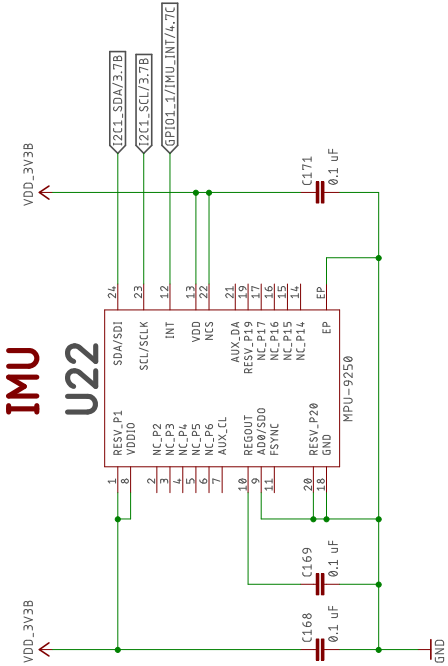 IMU
U22
VDD_3V3B
VDD_3V3B
I2C1_SDA/3.7B
I2C1_SCL/3.7B
GPIO1_1/IMU_INT/4.7C
C171
0.1 uF
1 RESV_P1
8 VDDIO
2 NC_P2
3 NC_P3
4 NC_P4
5 NC_P5
6 NC_P6
7 AUX_CL
10 REGOUT
9 AD0/SDO
11 FSYNC
20 RESV_P20
18 GND
SDA/SDI 24
SCL/SCLK 23
INT 12
VDD 13
NCS 22
AUX_DA 21
RESV_P19 19
NC_P17 17
NC_P16 16
NC_P15 15
NC_P14 14
EP EP
MPU-9250
C169
0.1 uF
C168
0.1 uF
GND